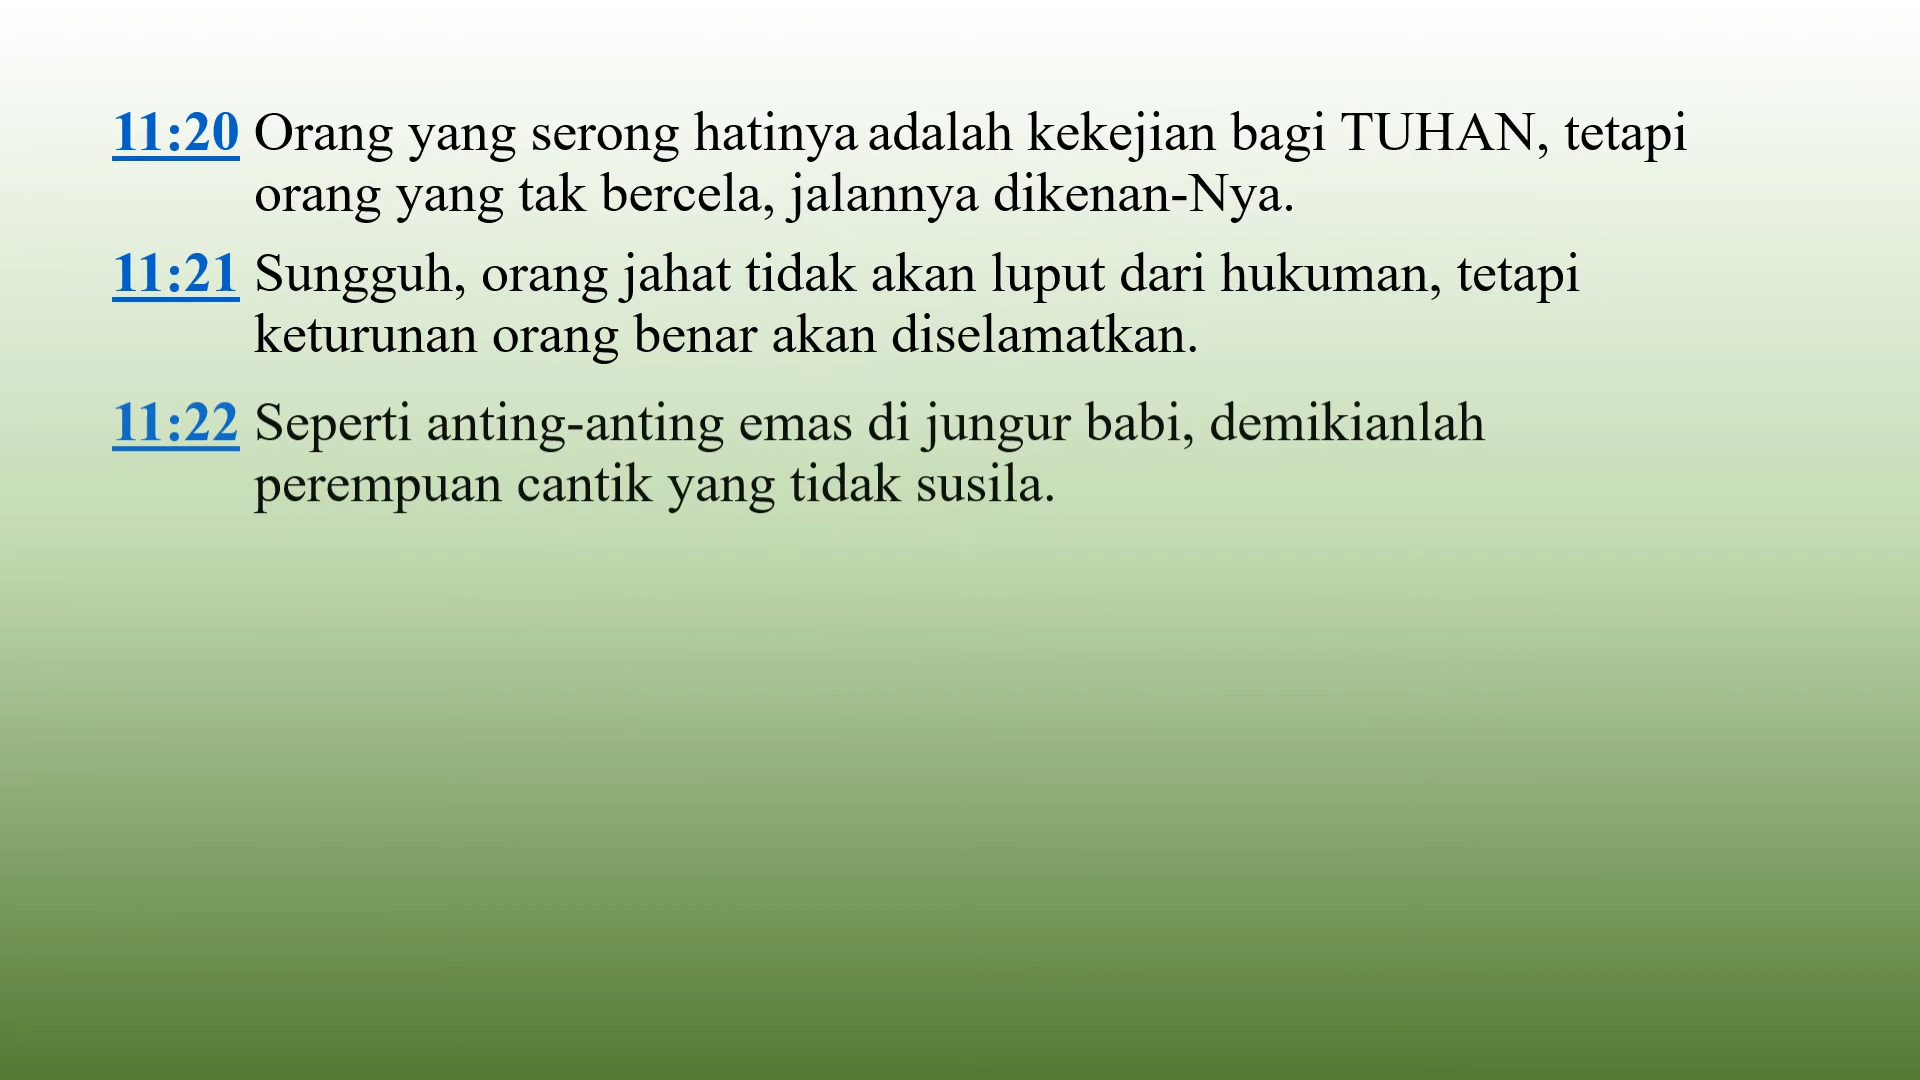 11:20 Orang yang serong hatinya adalah kekejian bagi TUHAN, tetapi
orang yang tak bercela, jalannya dikenan-Nya.
11:21 Sungguh, orang jahat tidak akan luput dari hukuman, tetapi
keturunan orang benar akan diselamatkan.
11:22 Seperti anting-anting emas di jungur babi, demikianlah
perempuan cantik yang tidak susila.